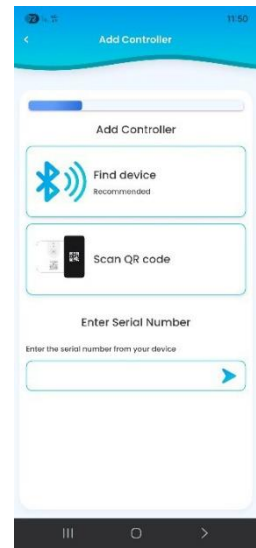 11:50
Add Controller
Add Controller
Find device
Recommended
Scan QR code
Enter Serial Number
Enter the serial number from your device